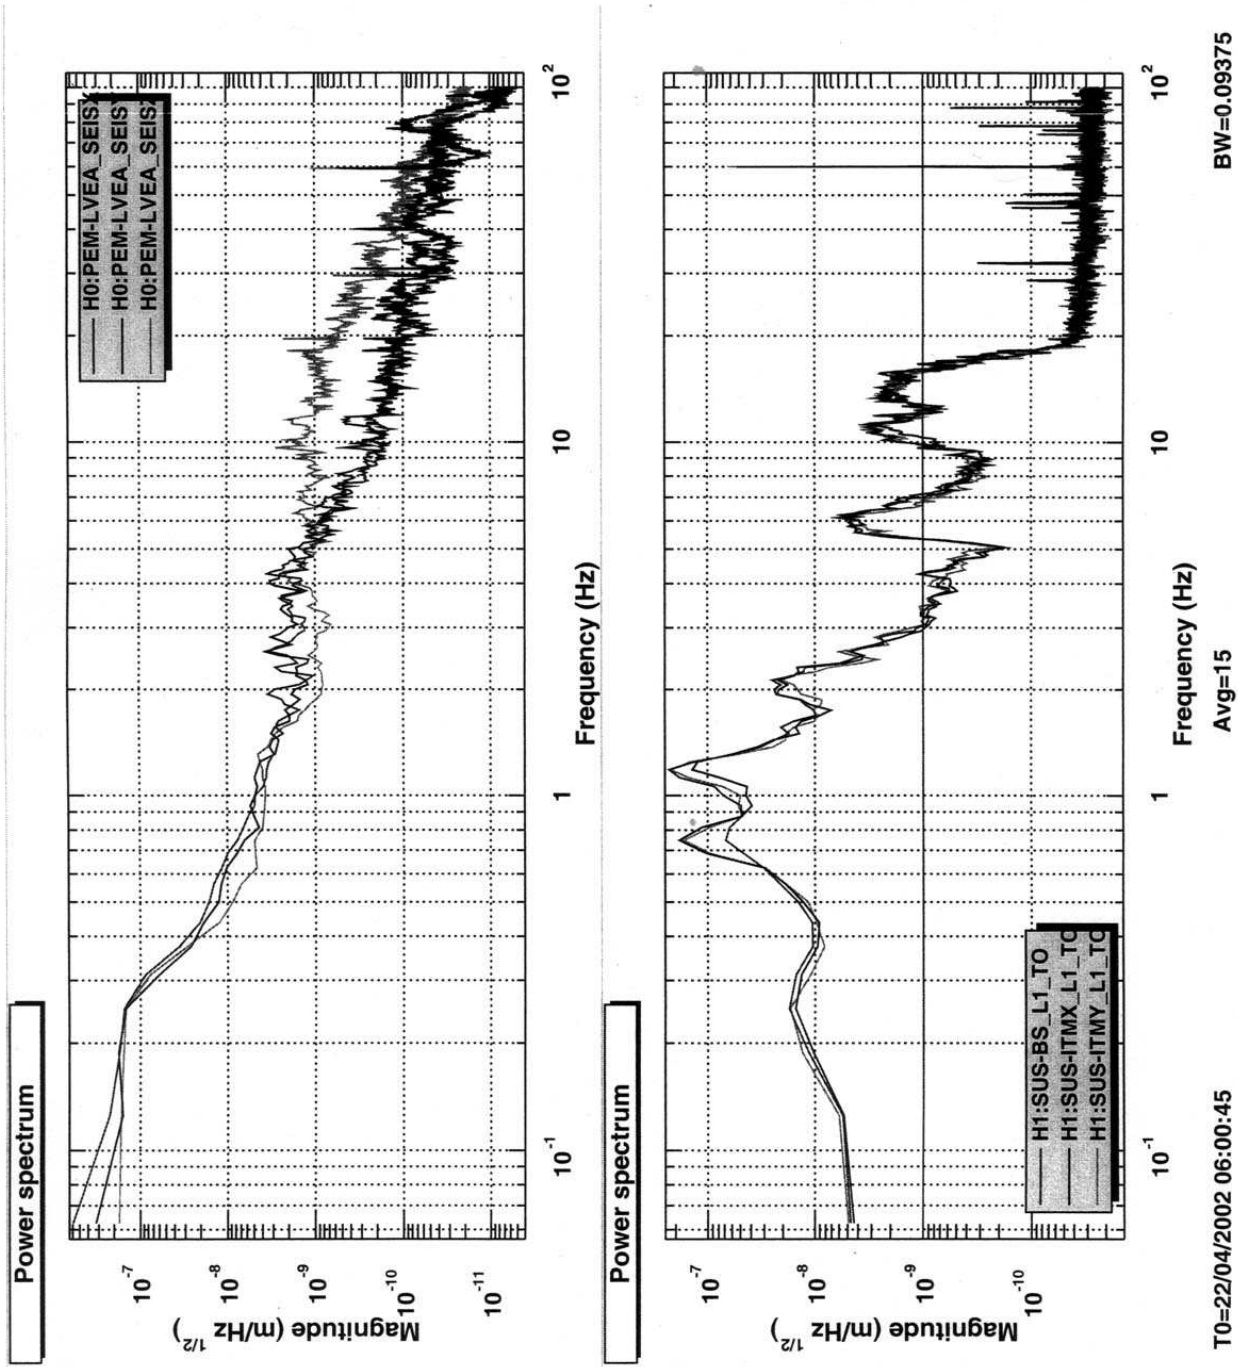 Power spectrum
Magnitude (m/Hz^1/2)
10^-7
10^-8
10^-9
10^-10
10^-11
H0:PEM-LVEA_SEIS
H0:PEM-LVEA_SEIS
H0:PEM-LVEA_SEIS
10^-1
1
10
10^2
Frequency (Hz)
Power spectrum
Magnitude (m/Hz^1/2)
10^-7
10^-8
10^-9
10^-10
H1:SUS-BS_L1_TO
H1:SUS-ITMX_L1_TO
H1:SUS-ITMY_L1_TO
10^-1
1
10
10^2
Frequency (Hz)
T0=22/04/2002 06:00:45
Avg=15
BW=0.09375